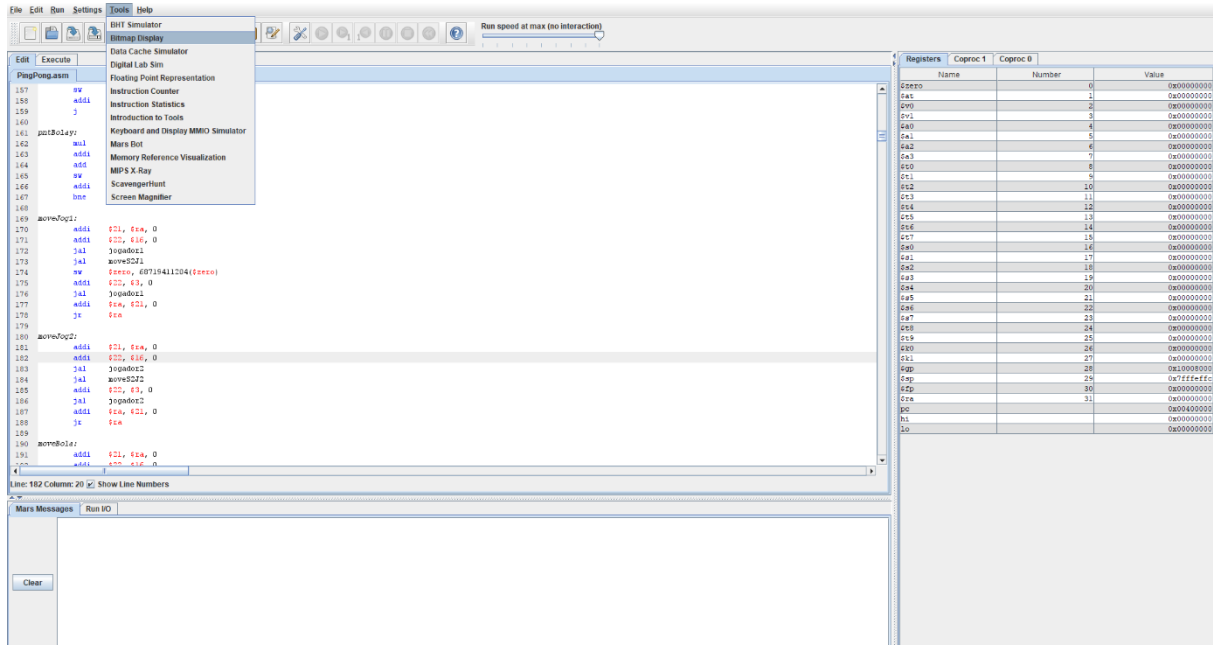 File Edit Run Settings Tools Help
BHT Simulator
Bitmap Display
Data Cache Simulator
Digital Lab Sim
Floating Point Representation
Instruction Counter
Instruction Statistics
Introduction to Tools
Keyboard and Display MMIO Simulator
Mars Bot
Memory Reference Visualization
MIPS X-Ray
ScavengerHunt
Screen Magnifier
Run speed at max (no interaction)
Edit Execute
PingPong.asm
157 sw
158 addi
159 j
160
161 pntBolay:
162 mul
163 addi
164 add
165 sw
166 addi
167 bne
168
169 moveJog1:
170 addi $21, $ra, 0
171 addi $22, $16, 0
172 jal jogador1
173 jal moveS2J1
174 sw $zero, 68719411204($zero)
175 addi $22, $3, 0
176 jal jogador1
177 addi $ra, $21, 0
178 jr $ra
179
180 moveJog2:
181 addi $21, $ra, 0
182 addi $22, $16, 0
183 jal jogador2
184 jal moveS2J2
185 addi $22, $3, 0
186 jal jogador2
187 addi $ra, $21, 0
188 jr $ra
189
190 moveBola:
191 addi $21, $ra, 0
192 addi $22, $16, 0
Line: 182 Column: 20 Show Line Numbers
Mars Messages Run I/O
Clear
Registers Coproc 1 Coproc 0
Name Number Value
$zero 0 0x00000000
$at 1 0x00000000
$v0 2 0x00000000
$v1 3 0x00000000
$a0 4 0x00000000
$a1 5 0x00000000
$a2 6 0x00000000
$a3 7 0x00000000
$t0 8 0x00000000
$t1 9 0x00000000
$t2 10 0x00000000
$t3 11 0x00000000
$t4 12 0x00000000
$t5 13 0x00000000
$t6 14 0x00000000
$t7 15 0x00000000
$s0 16 0x00000000
$s1 17 0x00000000
$s2 18 0x00000000
$s3 19 0x00000000
$s4 20 0x00000000
$s5 21 0x00000000
$s6 22 0x00000000
$s7 23 0x00000000
$t8 24 0x00000000
$t9 25 0x00000000
$k0 26 0x00000000
$k1 27 0x00000000
$gp 28 0x10008000
$sp 29 0x7fffeffc
$fp 30 0x00000000
$ra 31 0x00000000
pc 0x00400000
hi 0x00000000
lo 0x00000000